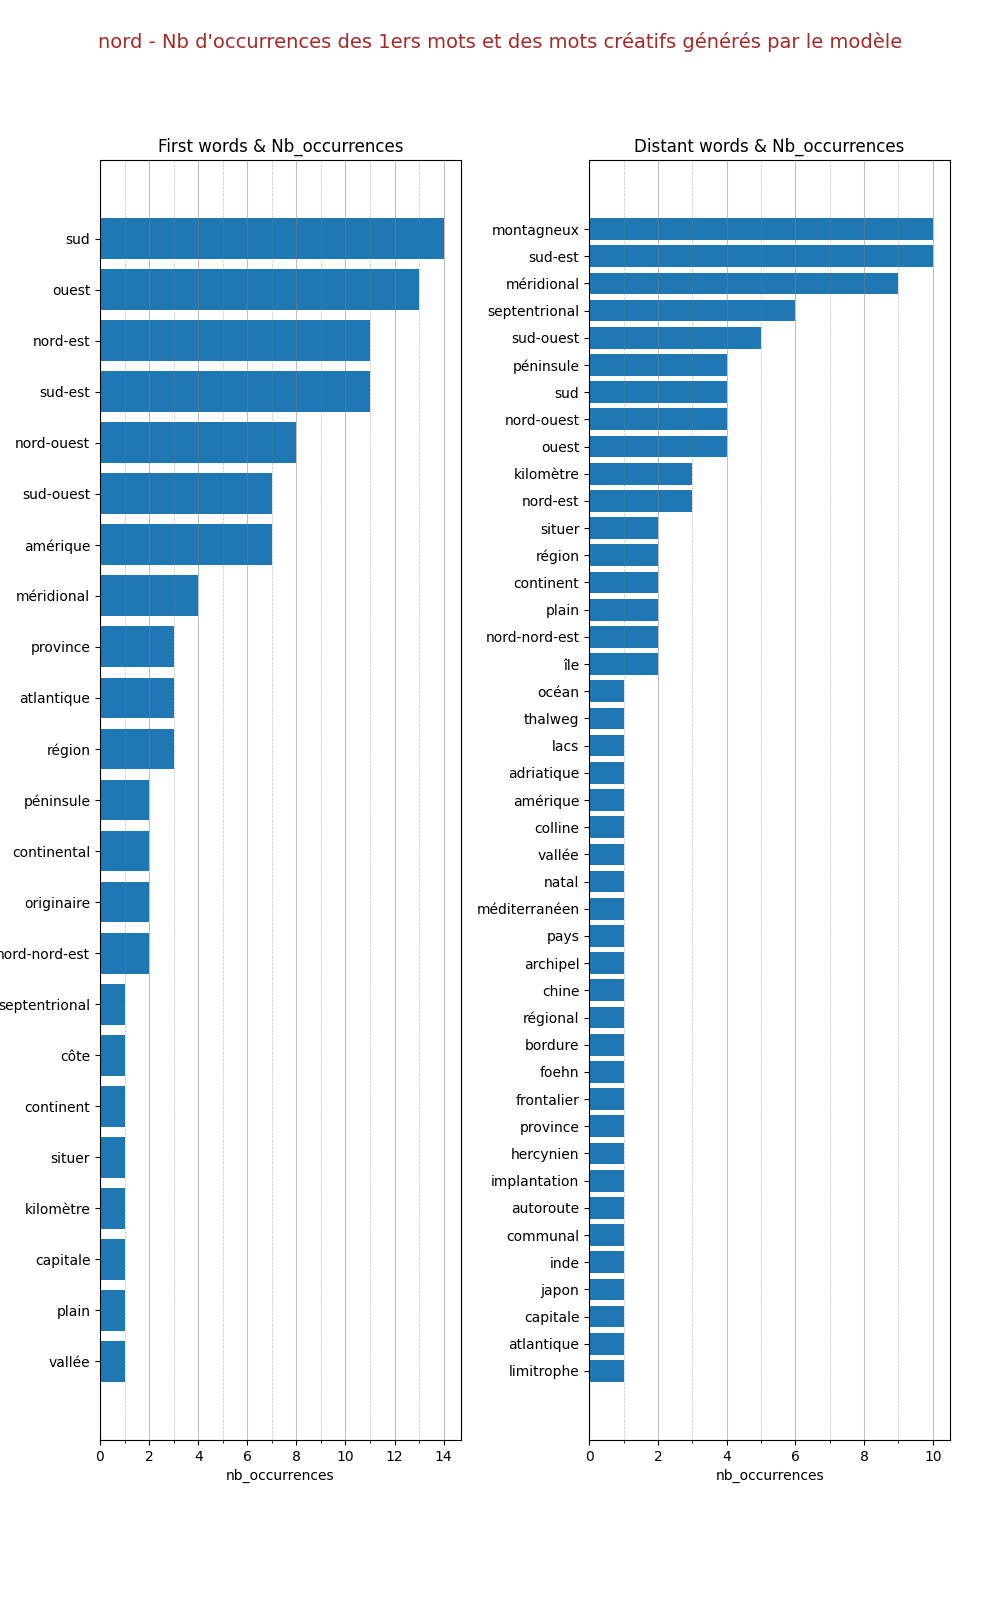 nord - Nb d'occurrences des 1ers mots et des mots créatifs générés par le modèle
First words & Nb_occurrences
sud
ouest
nord-est
sud-est
nord-ouest
sud-ouest
amérique
méridional
province
atlantique
région
péninsule
continental
originaire
nord-nord-est
septentrional
côte
continent
situer
kilomètre
capitale
plain
vallée
0 2 4 6 8 10 12 14
nb_occurrences
Distant words & Nb_occurrences
montagneux
sud-est
méridional
septentrional
sud-ouest
péninsule
sud
nord-ouest
ouest
kilomètre
nord-est
situer
région
continent
plain
nord-nord-est
île
océan
thalweg
lacs
adriatique
amérique
colline
vallée
natal
méditerranéen
pays
archipel
chine
régional
bordure
foehn
frontalier
province
hercynien
implantation
autoroute
communal
inde
japon
capitale
atlantique
limitrophe
0 2 4 6 8 10
nb_occurrences